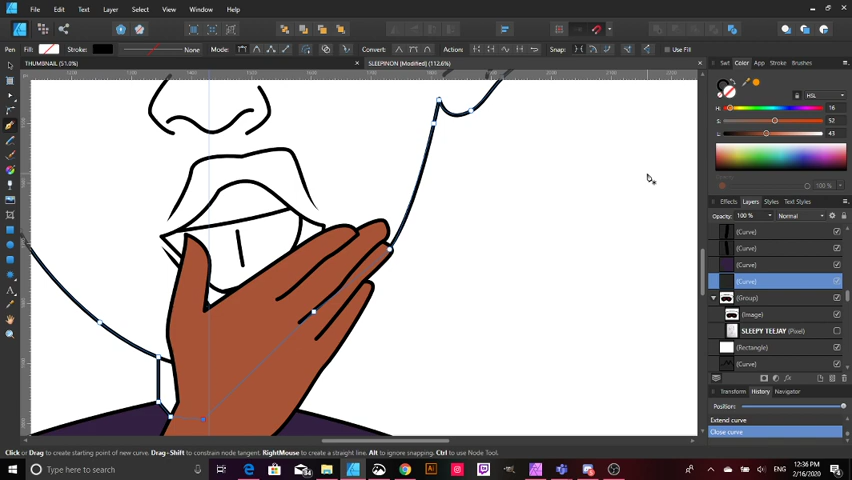 File Edit Text Layer Select View Window Help
Pen Fill: Stroke: None Mode: Convert: Action: Snap: Use Fill
THUMBNAIL (51.0%) × SLEEPINON [Modified] (112.6%) ×
Swt Color App Stroke Brushes
HSL
H: 16
S: 52
L: 43
Opacity 100 %
Effects Layers Styles Text Styles
Opacity: 100 % Normal
(Curve)
(Curve)
(Curve)
(Curve)
(Group)
(Image)
SLEEPY TEEJAY (Pixel)
(Rectangle)
(Curve)
Transform History Navigator
Position:
Extend curve
Close curve
Click or Drag to create starting point of new curve. Drag+Shift to constrain node tangent. RightMouse to create a straight line. Alt to ignore snapping. Ctrl to use Node Tool.
Type here to search
ENG
12:36 PM
2/16/2020